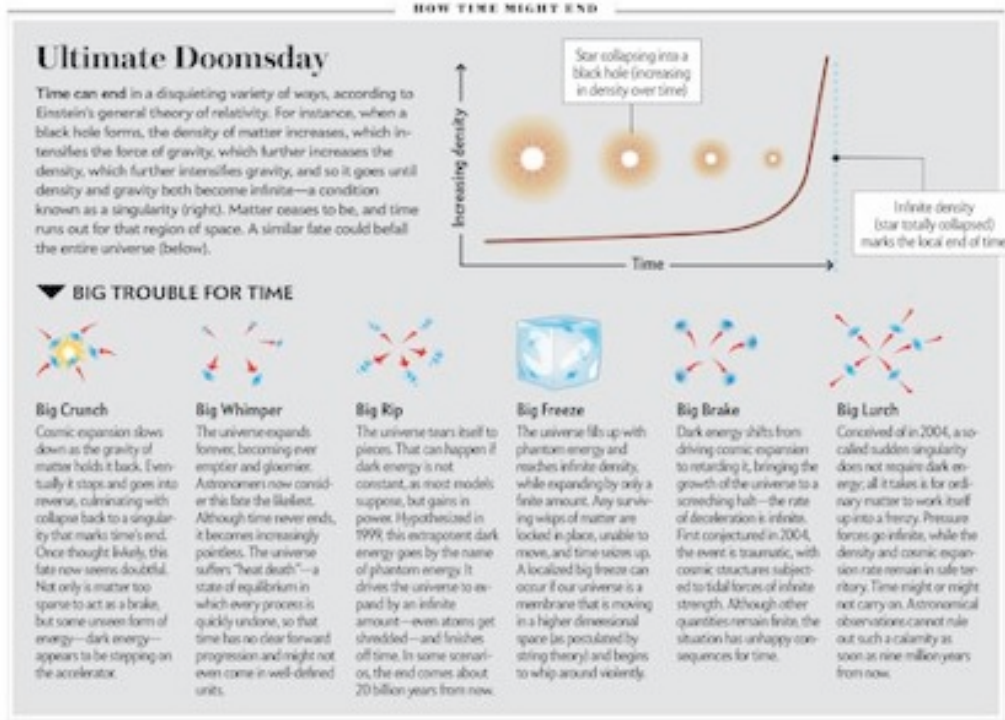 HOW TIME MIGHT END
Ultimate Doomsday
Time can end in a disquieting variety of ways, according to
Einstein's general theory of relativity. For instance, when a
black hole forms, the density of matter increases, which in-
tensifies the force of gravity, which further increases the
density, which further intensifies gravity, and so it goes until
density and gravity both become infinite—a condition
known as a singularity (right). Matter ceases to be, and time
runs out for that region of space. A similar fate could befall
the entire universe (below).
Increasing density
Star collapsing into a
black hole (increasing
in density over time)
Infinite density
(star totally collapsed)
marks the local end of time
Time
BIG TROUBLE FOR TIME
Big Crunch
Cosmic expansion slows
down as the gravity of
matter holds it back. Even-
tually it stops and goes into
reverse, culminating with
collapse back to a singular-
ity that marks time's end.
Once thought likely, this
fate now seems doubtful.
Not only is matter too
sparse to act as a brake,
but some unseen form of
energy—dark energy—
appears to be stepping on
the accelerator.
Big Whimper
The universe expands
forever, becoming ever
emptier and gloomier.
Astronomers now consid-
er this fate the likeliest.
Although time never ends,
it becomes increasingly
pointless. The universe
suffers "heat death"—a
state of equilibrium in
which every process is
quickly undone, so that
time has no clear forward
progression and might not
even come in well-defined
units.
Big Rip
The universe tears itself to
pieces. That can happen if
dark energy is not
constant, as most models
suppose, but gains in
power. Hypothesized in
1999, this extrapotent dark
energy goes by the name
of phantom energy. It
drives the universe to ex-
pand by an infinite
amount—even atoms get
shredded—and finishes
off time. In some scenari-
os, the end comes about
20 billion years from now.
Big Freeze
The universe fills up with
phantom energy and
reaches infinite density,
while expanding by only a
finite amount. Any surviv-
ing wisps of matter are
locked in place, unable to
move, and time seizes up.
A localized big freeze can
occur if our universe is a
membrane that is moving
in a higher dimensional
space (as postulated by
string theory) and begins
to whip around violently.
Big Brake
Dark energy shifts from
driving cosmic expansion
to retarding it, bringing the
growth of the universe to a
screeching halt—the rate
of deceleration is infinite.
First conjectured in 2004,
the event is traumatic, with
cosmic structures subject-
ed to tidal forces of infinite
strength. Although other
quantities remain finite, the
situation has unhappy con-
sequences for time.
Big Lurch
Conceived of in 2004, a so-
called sudden singularity
does not require dark en-
ergy; all it takes is for ordi-
nary matter to work itself
up into a frenzy. Pressure
forces go infinite, while the
density and cosmic expan-
sion rate remain in safe ter-
ritory. Time might or might
not carry on. Astronomical
observations cannot rule
out such a calamity as
soon as nine million years
from now.